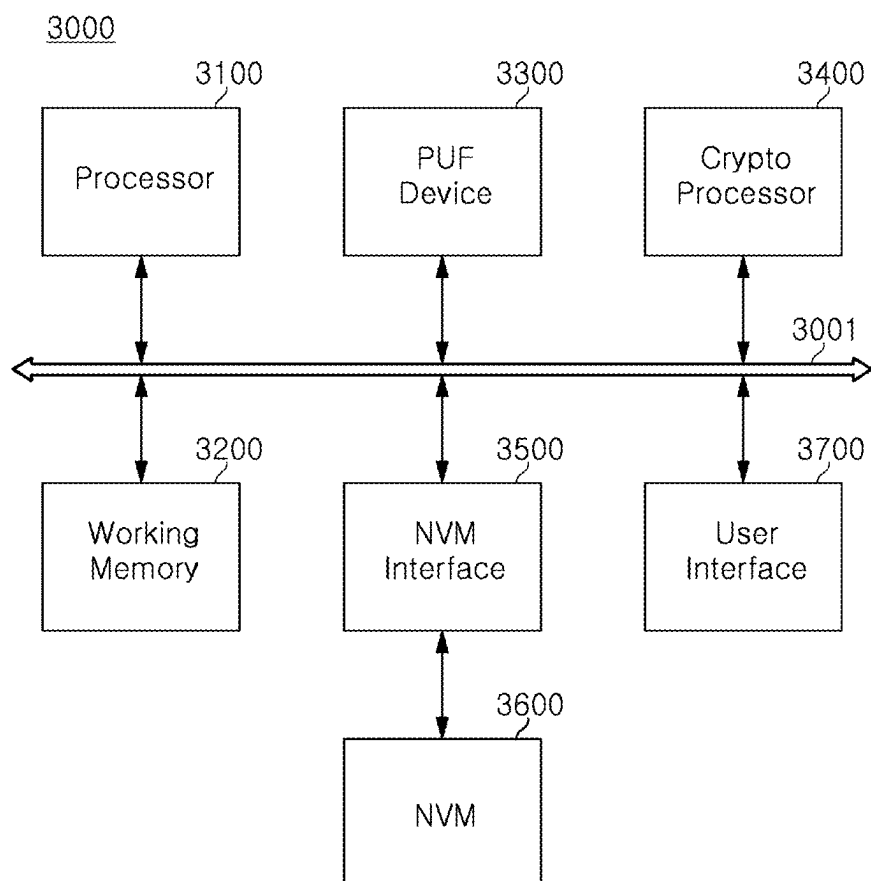 3000
3100
3300
3400
Processor
PUF
Device
Crypto
Processor
3001
3200
3500
3700
Working
Memory
NVM
Interface
User
Interface
3600
NVM